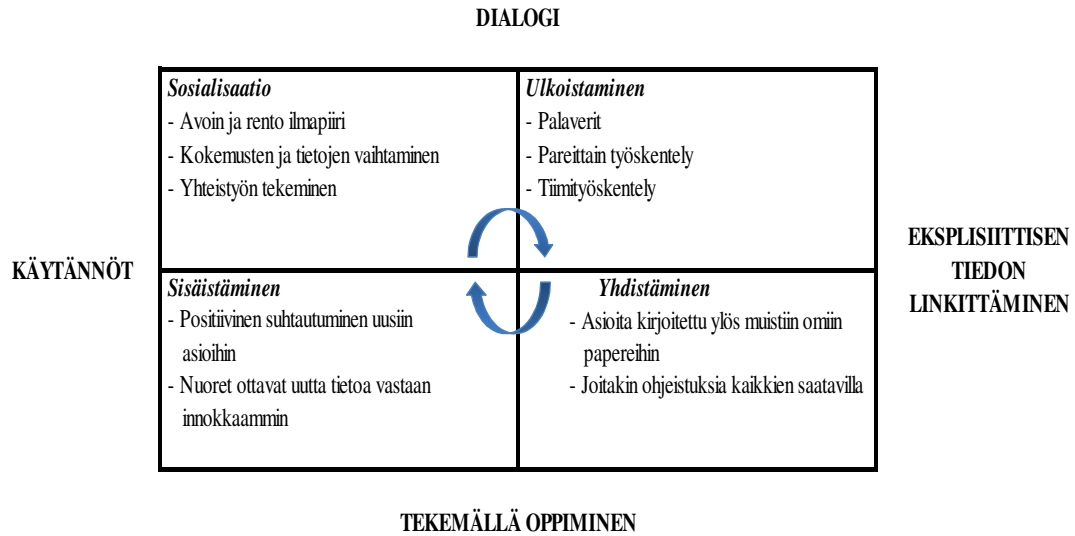 DIALOGI
Sosialisaatio
- Avoin ja rento ilmapiiri
- Kokemusten ja tietojen vaihtaminen
- Yhteistyön tekeminen
Ulkoistaminen
- Palaverit
- Pareittain työskentely
- Tiimityöskentely
KÄYTÄNNÖT
EKSPLISIITTISEN
TIEDON
LINKITTÄMINEN
Sisäistäminen
- Positiivinen suhtautuminen uusiin
asioihin
- Nuoret ottavat uutta tietoa vastaan
innokkaammin
Yhdistäminen
- Asioita kirjoitettu ylös muistiin omiin
papereihin
- Joitakin ohjeistuksia kaikkien saatavilla
TEKEMÄLLÄ OPPIMINEN